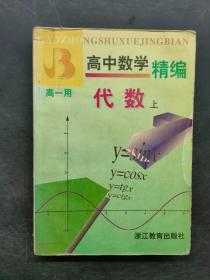 GAOZHONGSHUXUEJINGBIAN
B
高中数学 精编
高一用
代数 上
y=sinx
y=cosx
y=tgx
y=ctgx
浙江教育出版社